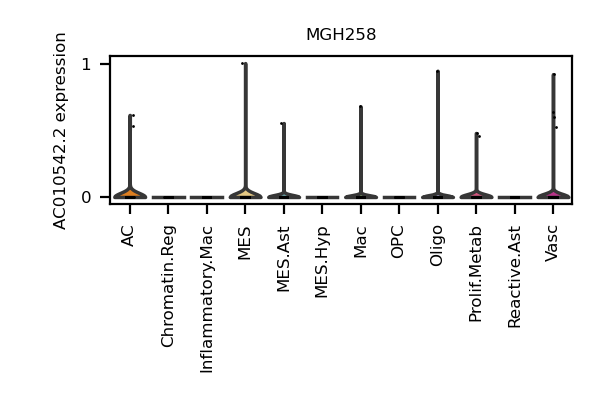 MGH258
AC010542.2 expression
1
0
AC
Chromatin.Reg
Inflammatory.Mac
MES
MES.Ast
MES.Hyp
Mac
OPC
Oligo
Prolif.Metab
Reactive.Ast
Vasc